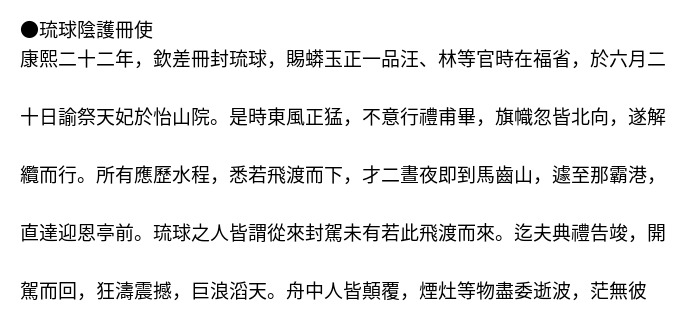 ●琉球陰護冊使
康熙二十二年，欽差冊封琉球，賜蟒玉正一品汪、林等官時在福省，於六月二
十日諭祭天妃於怡山院。是時東風正猛，不意行禮甫畢，旗幟忽皆北向，遂解
纜而行。所有應歷水程，悉若飛渡而下，才二晝夜即到馬齒山，遽至那霸港，
直達迎恩亭前。琉球之人皆謂從來封駕未有若此飛渡而來。迄夫典禮告竣，開
駕而回，狂濤震撼，巨浪滔天。舟中人皆顛覆，煙灶等物盡委逝波，茫無彼